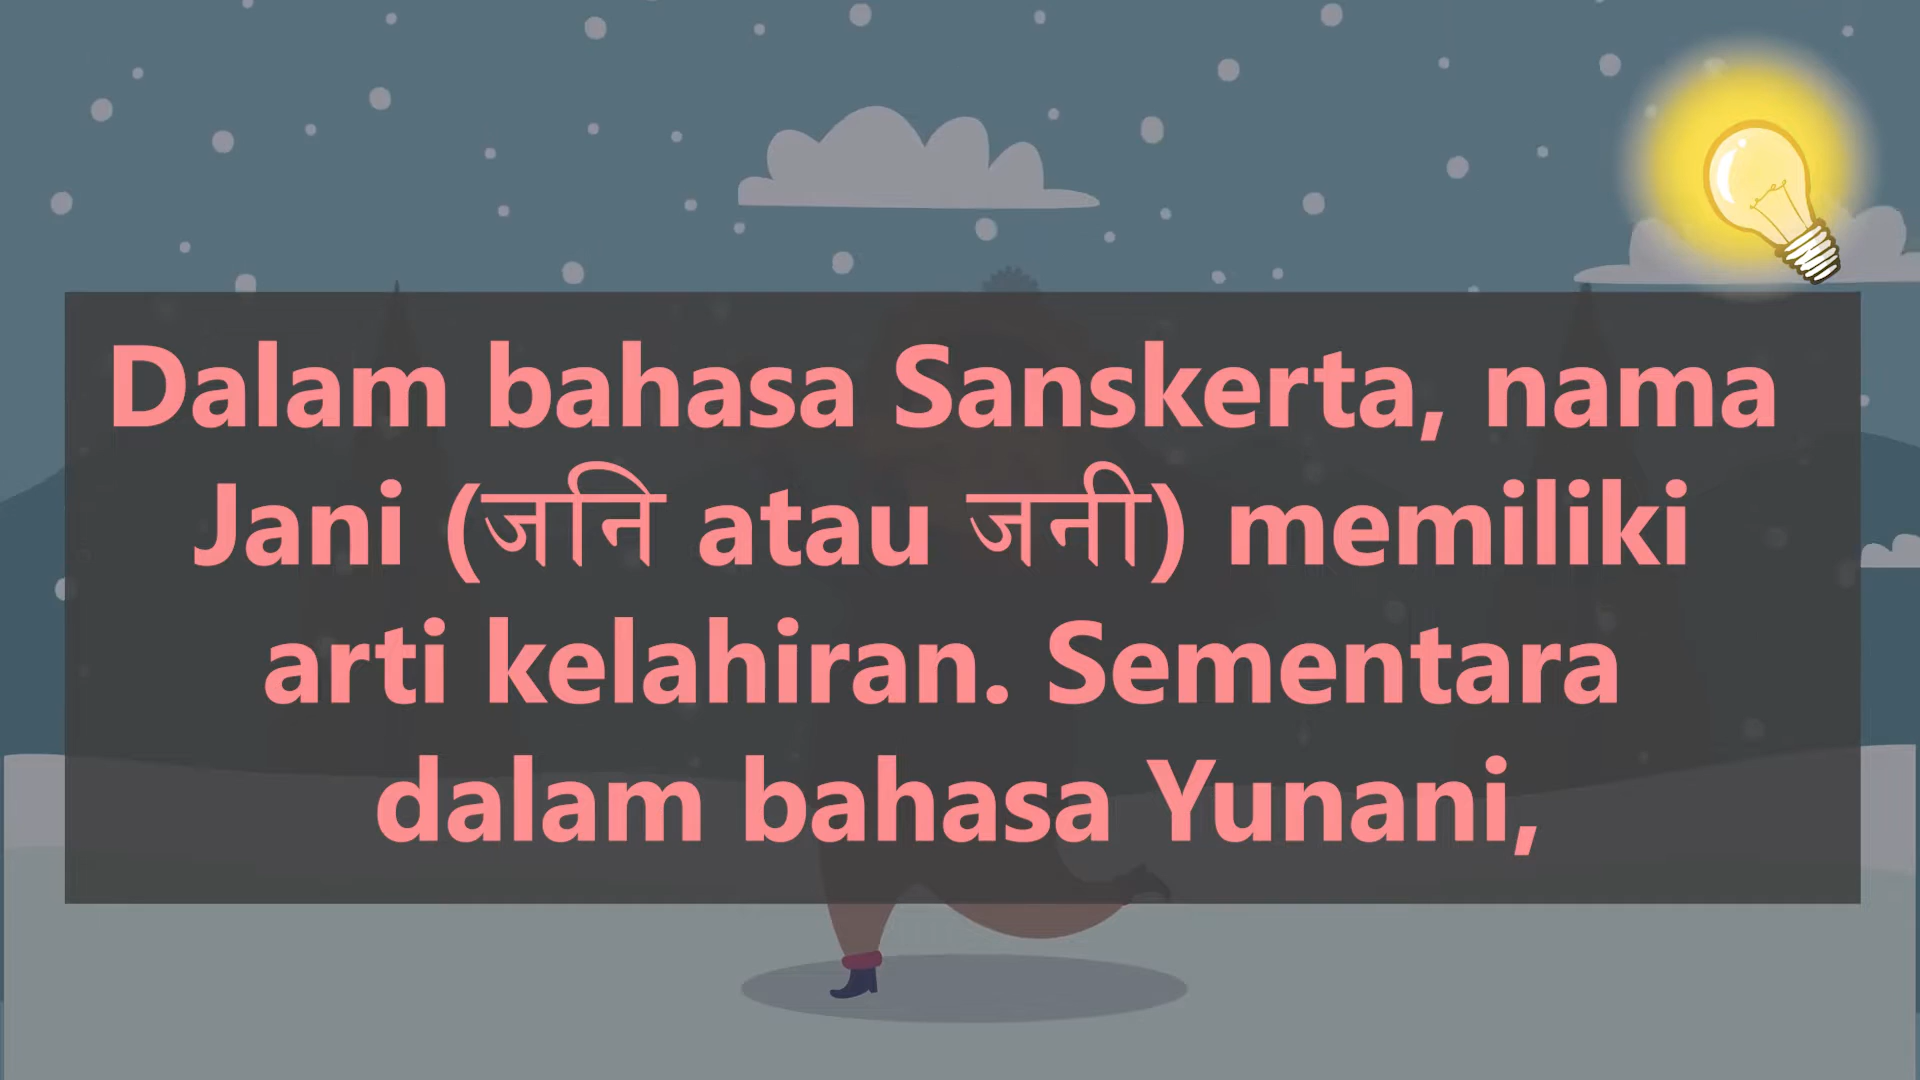 Dalam bahasa Sanskerta, nama
Jani (जनि atau जनी) memiliki
arti kelahiran. Sementara
dalam bahasa Yunani,